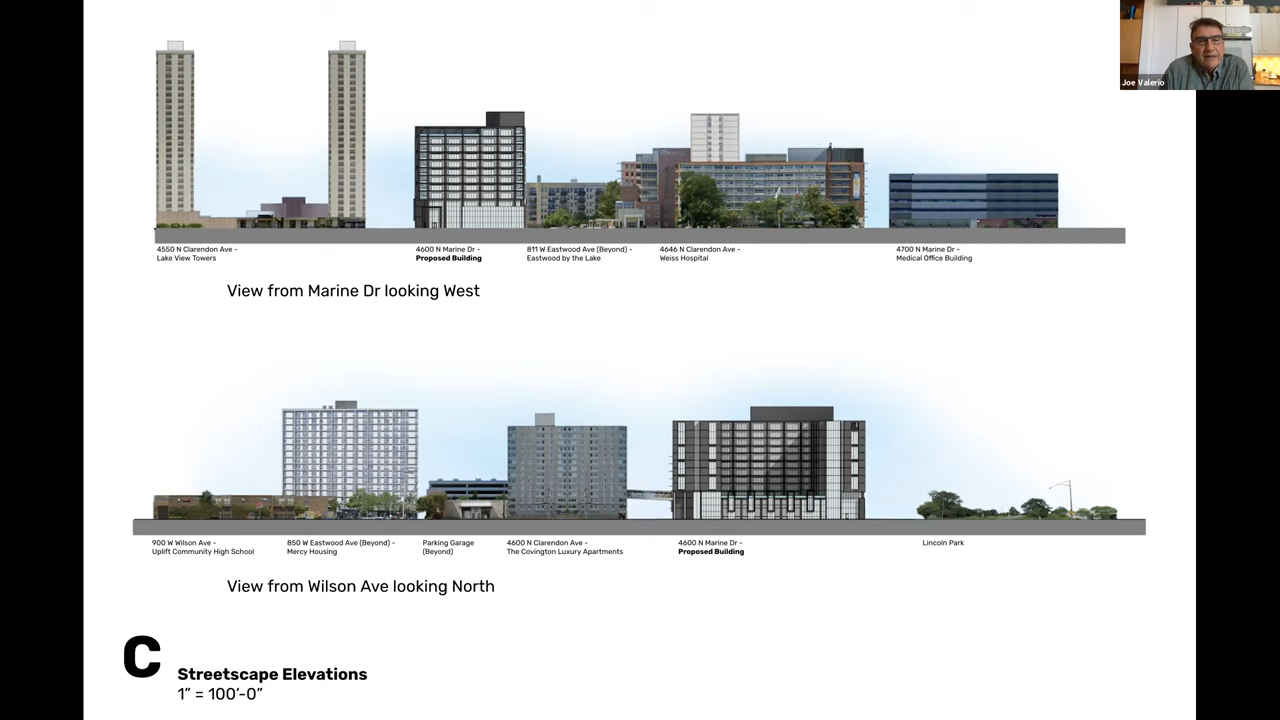 Joe Valerio
4550 N Clarendon Ave -
Lake View Towers
4600 N Marine Dr -
Proposed Building
811 W Eastwood Ave (Beyond) -
Eastwood by the Lake
4646 N Clarendon Ave -
Weiss Hospital
4700 N Marine Dr -
Medical Office Building
View from Marine Dr looking West
900 W Wilson Ave -
Uplift Community High School
850 W Eastwood Ave (Beyond) -
Mercy Housing
Parking Garage
(Beyond)
4600 N Clarendon Ave -
The Covington Luxury Apartments
4600 N Marine Dr -
Proposed Building
Lincoln Park
View from Wilson Ave looking North
C
Streetscape Elevations
1” = 100’-0”